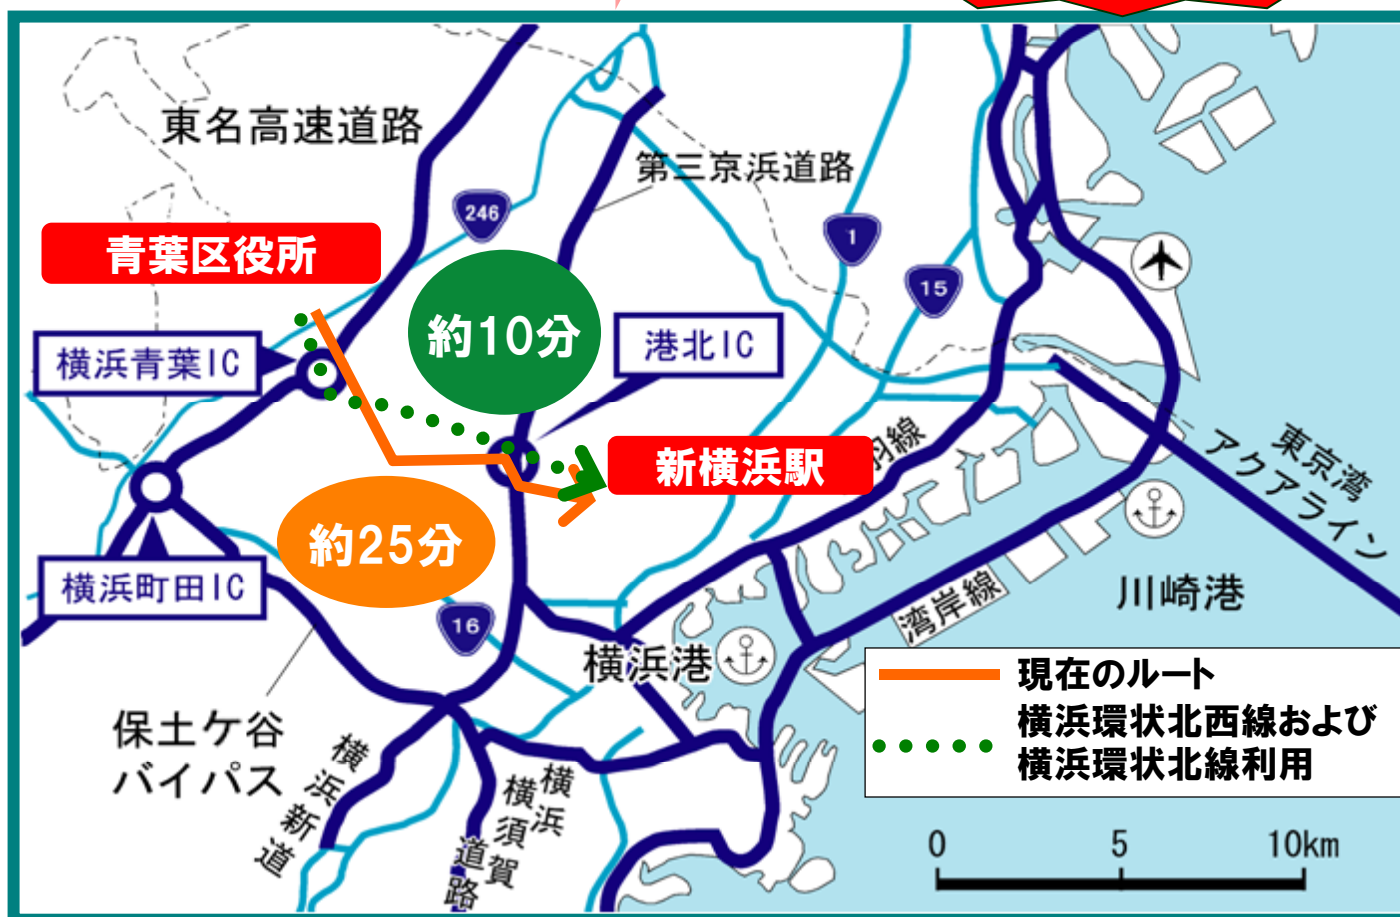 東名高速道路
第三京浜道路
246
1
15
青葉区役所
約10分
横浜青葉IC
港北IC
新横浜駅
羽線
東京湾
アクアライン
約25分
横浜町田IC
16
湾岸線
川崎港
横浜港
保土ケ谷
バイパス
横浜新道
横浜
横須賀
道路
現在のルート
横浜環状北西線および
横浜環状北線利用
0
5
10km